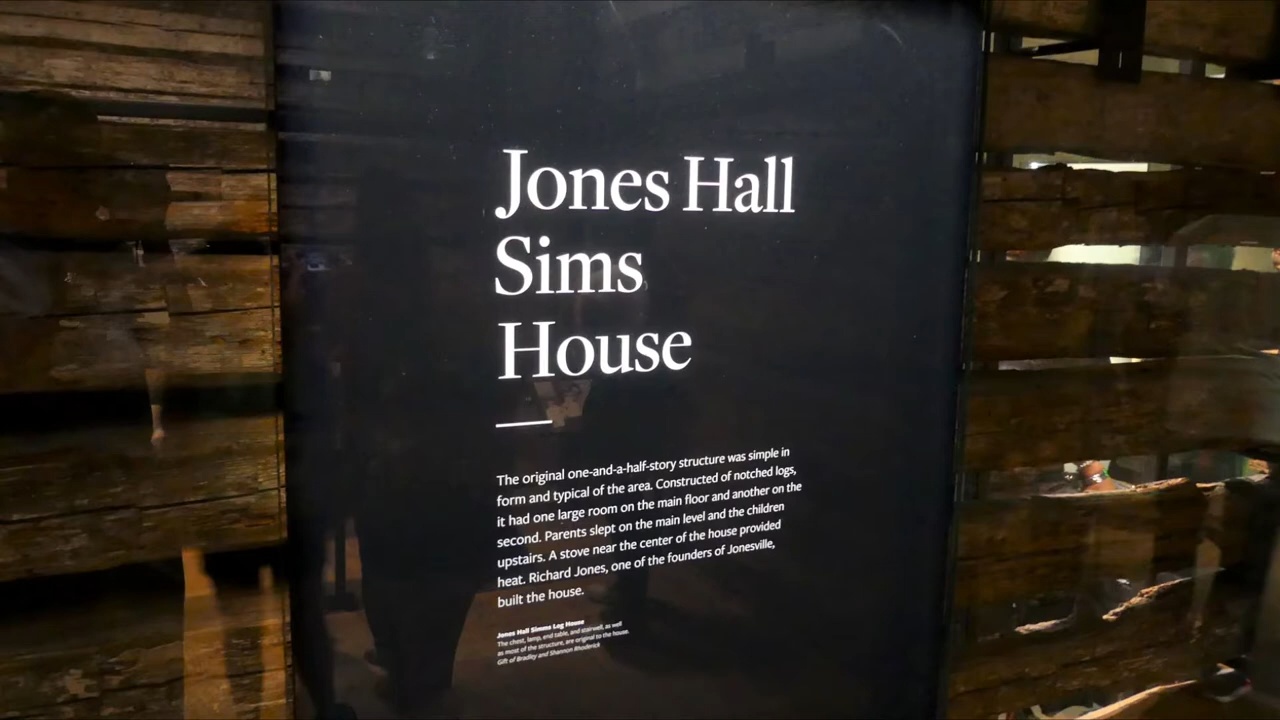 Jones Hall
Sims
House
The original one-and-a-half-story structure was simple in
form and typical of the area. Constructed of notched logs,
it had one large room on the main floor and another on the
second. Parents slept on the main level and the children
upstairs. A stove near the center of the house provided
heat. Richard Jones, one of the founders of Jonesville,
built the house.
Jones Hall Simms Log House
The chest, lamp, end table, and stairwell, as well
as most of the structure, are original to the house.
Gift of Bradley and Shannon Rhoderick